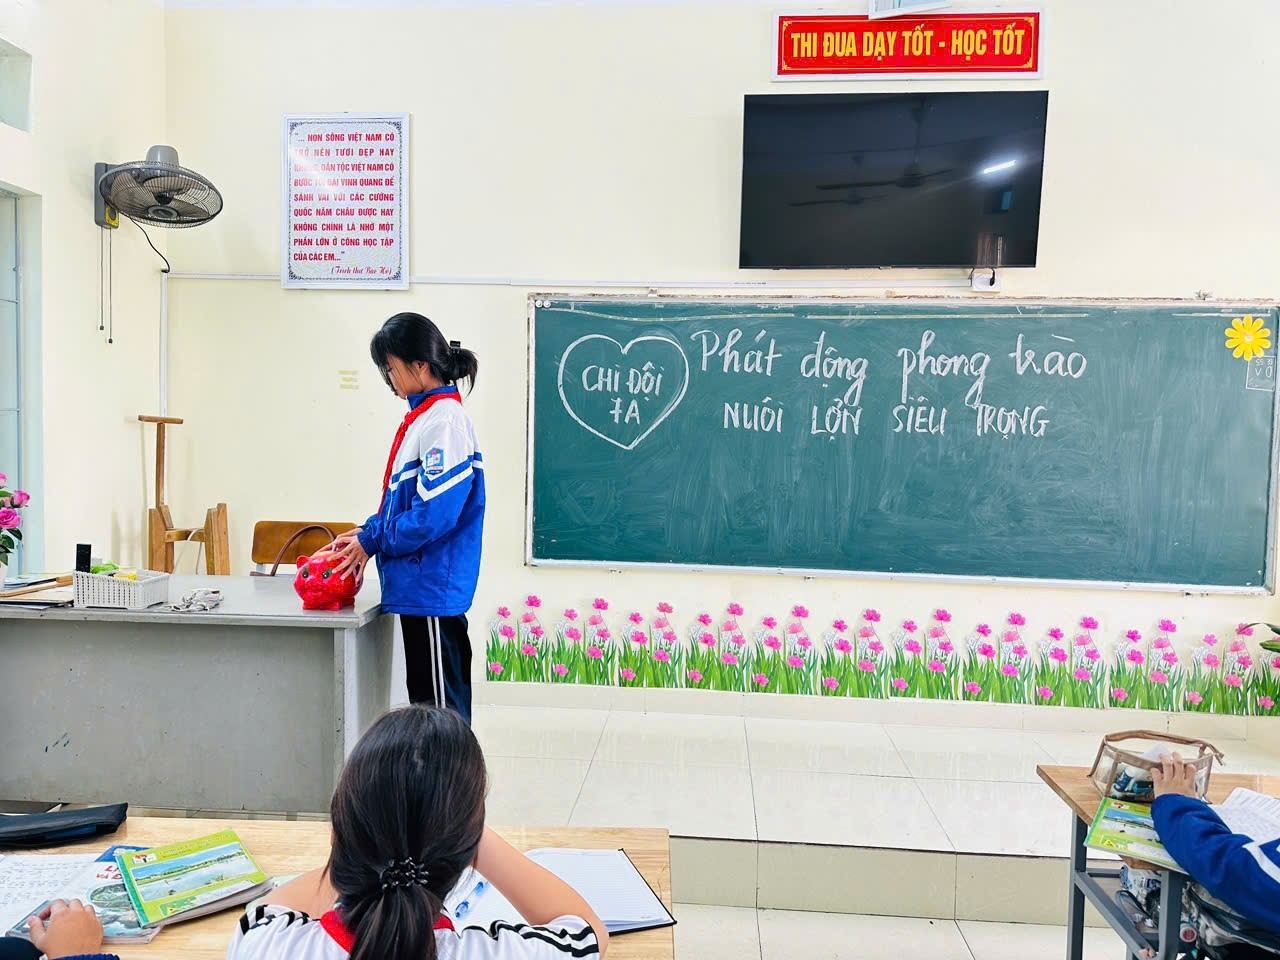 THI ĐUA DẠY TỐT - HỌC TỐT
"... NON SÔNG VIỆT NAM CÓ
TRỞ NÊN TƯƠI ĐẸP HAY
KHÔNG, DÂN TỘC VIỆT NAM CÓ
BƯỚC TỚI ĐÀI VINH QUANG ĐỂ
SÁNH VAI VỚI CÁC CƯỜNG
QUỐC NĂM CHÂU ĐƯỢC HAY
KHÔNG CHÍNH LÀ NHỜ MỘT
PHẦN LỚN Ở CÔNG HỌC TẬP
CỦA CÁC EM..."
(Trích thư Bác Hồ)
CHI ĐỘI
7A
Phát động phong trào
NUÔI LỢN SIÊU TRỌNG